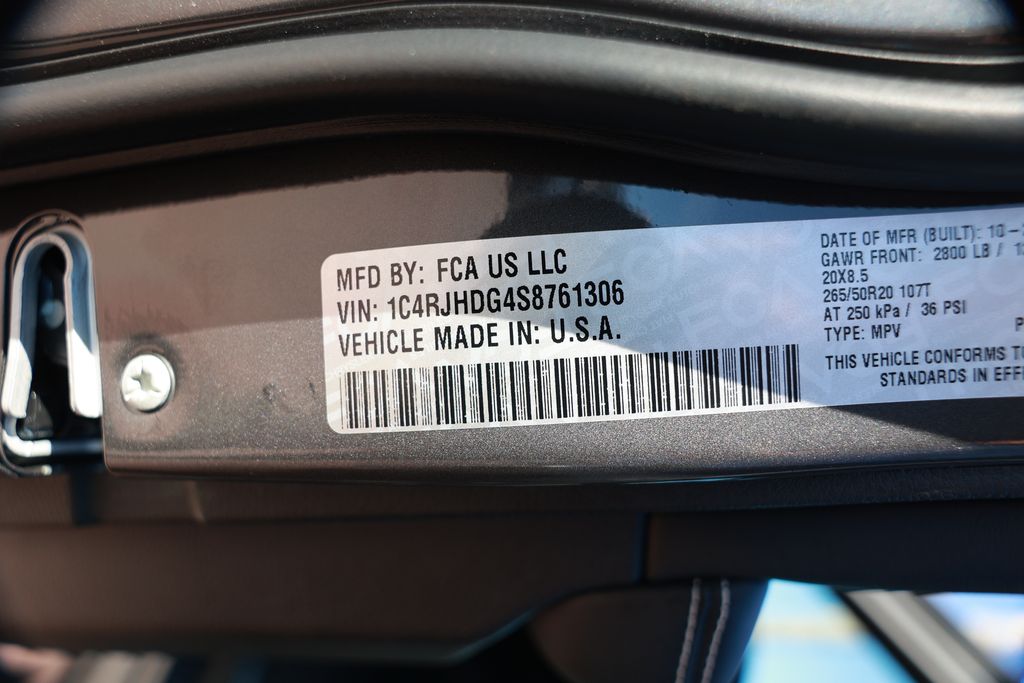 MFD BY: FCA US LLC
VIN: 1C4RJHDG4S8761306
VEHICLE MADE IN: U.S.A.
DATE OF MFR (BUILT): 10-
GAWR FRONT: 2800 LB /
20X8.5
265/50R20 107T
AT 250 kPa / 36 PSI
TYPE: MPV
THIS VEHICLE CONFORMS TO
STANDARDS IN EFF